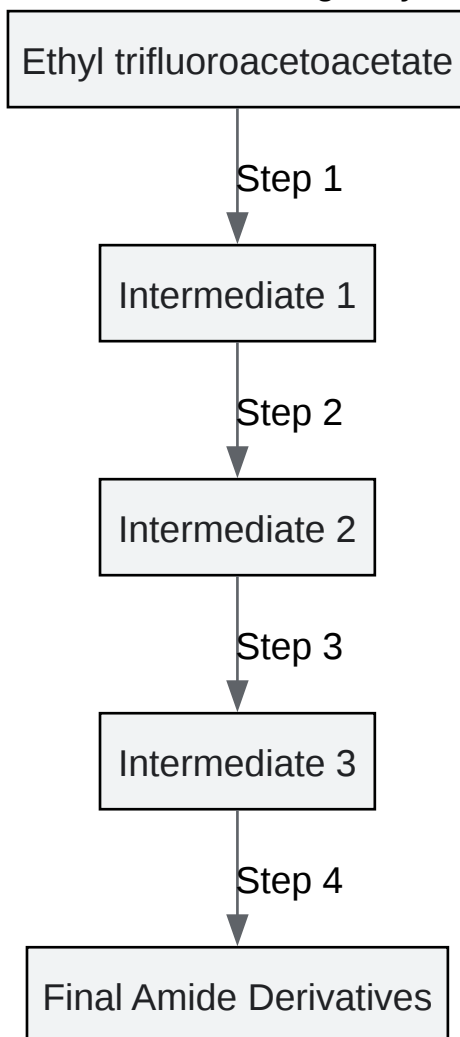 Ethyl trifluoroacetoacetate
Step 1
Intermediate 1
Step 2
Intermediate 2
Step 3
Intermediate 3
Step 4
Final Amide Derivatives